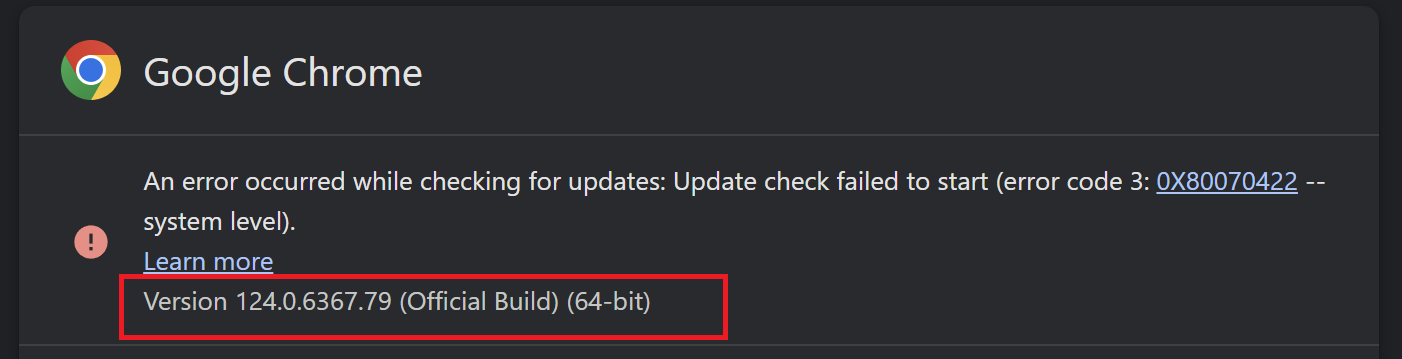 Google Chrome
An error occurred while checking for updates: Update check failed to start (error code 3: 0X80070422 --
system level).
Learn more
Version 124.0.6367.79 (Official Build) (64-bit)